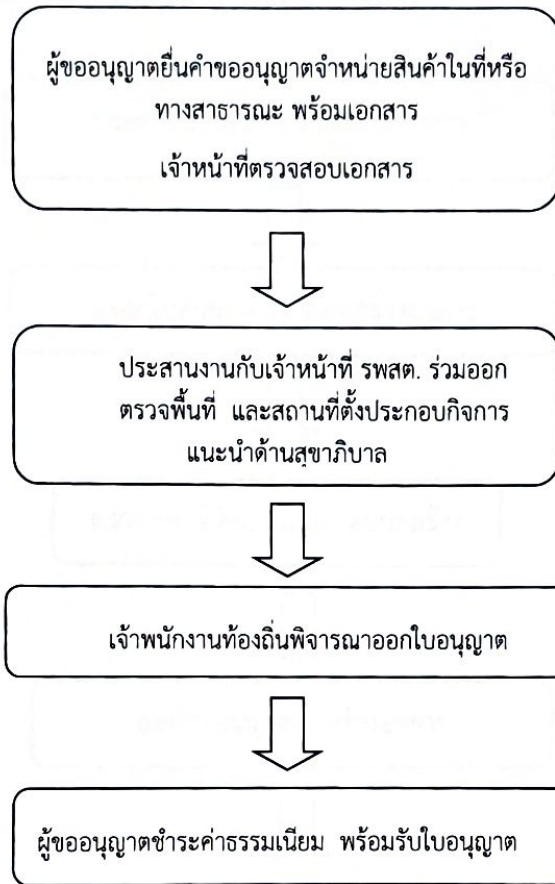 ผู้ขออนุญาตยื่นคำขออนุญาตจำหน่ายสินค้าในที่หรือ
ทางสาธารณะ พร้อมเอกสาร
เจ้าหน้าที่ตรวจสอบเอกสาร
ประสานงานกับเจ้าหน้าที่ รพสต. ร่วมออก
ตรวจพื้นที่ และสถานที่ตั้งประกอบกิจการ
แนะนำด้านสุขาภิบาล
เจ้าพนักงานท้องถิ่นพิจารณาออกใบอนุญาต
ผู้ขออนุญาตชำระค่าธรรมเนียม พร้อมรับใบอนุญาต